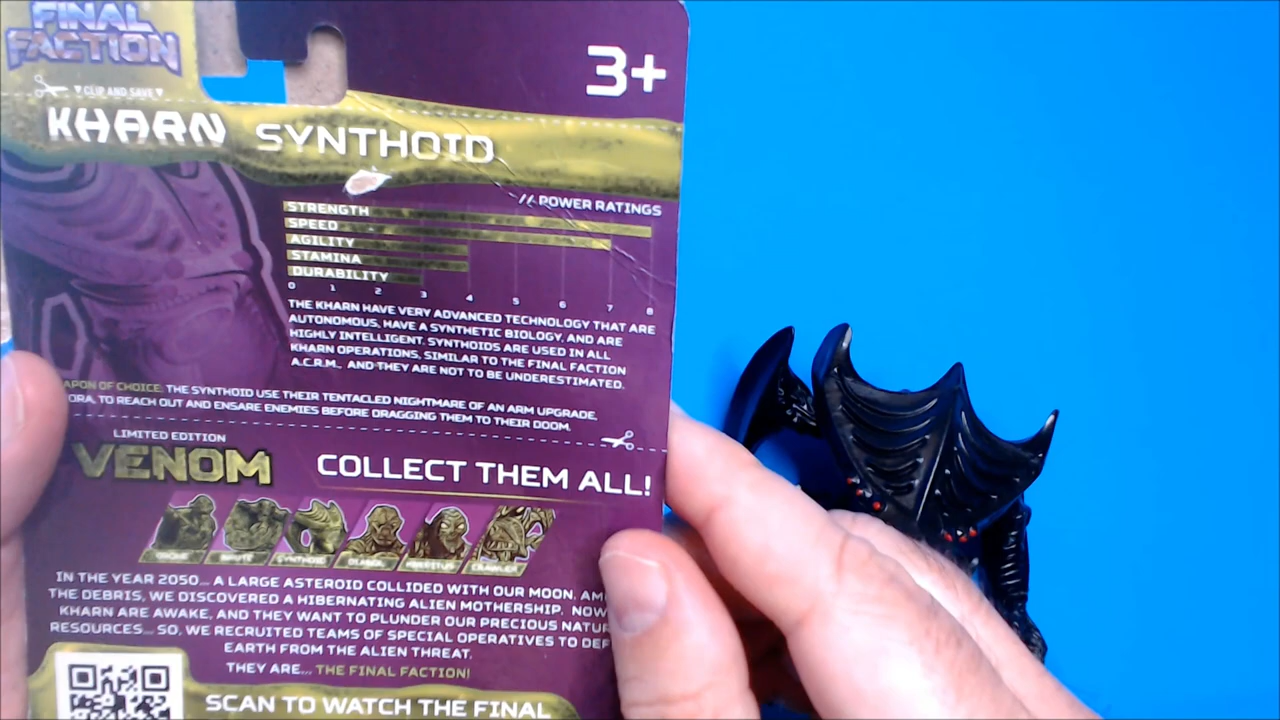 FINAL
FACTION
3+
▼ CLIP AND SAVE ▼
KHARN SYNTHOID
// POWER RATINGS
STRENGTH
SPEED
AGILITY
STAMINA
DURABILITY
0 1 2 3 4 5 6 7 8
THE KHARN HAVE VERY ADVANCED TECHNOLOGY THAT ARE
AUTONOMOUS, HAVE A SYNTHETIC BIOLOGY, AND ARE
HIGHLY INTELLIGENT. SYNTHOIDS ARE USED IN ALL
KHARN OPERATIONS, SIMILAR TO THE FINAL FACTION
A.C.R.M., AND THEY ARE NOT TO BE UNDERESTIMATED.
APON OF CHOICE: THE SYNTHOID USE THEIR TENTACLED NIGHTMARE OF AN ARM UPGRADE,
ORA, TO REACH OUT AND ENSARE ENEMIES BEFORE DRAGGING THEM TO THEIR DOOM.
LIMITED EDITION
VENOM
COLLECT THEM ALL!
SYNTHOID CRAWLER
IN THE YEAR 2050... A LARGE ASTEROID COLLIDED WITH OUR MOON. AM
THE DEBRIS, WE DISCOVERED A HIBERNATING ALIEN MOTHERSHIP. NOW
KHARN ARE AWAKE, AND THEY WANT TO PLUNDER OUR PRECIOUS NATUR
RESOURCES... SO, WE RECRUITED TEAMS OF SPECIAL OPERATIVES TO DEF
EARTH FROM THE ALIEN THREAT.
THEY ARE... THE FINAL FACTION!
SCAN TO WATCH THE FINAL